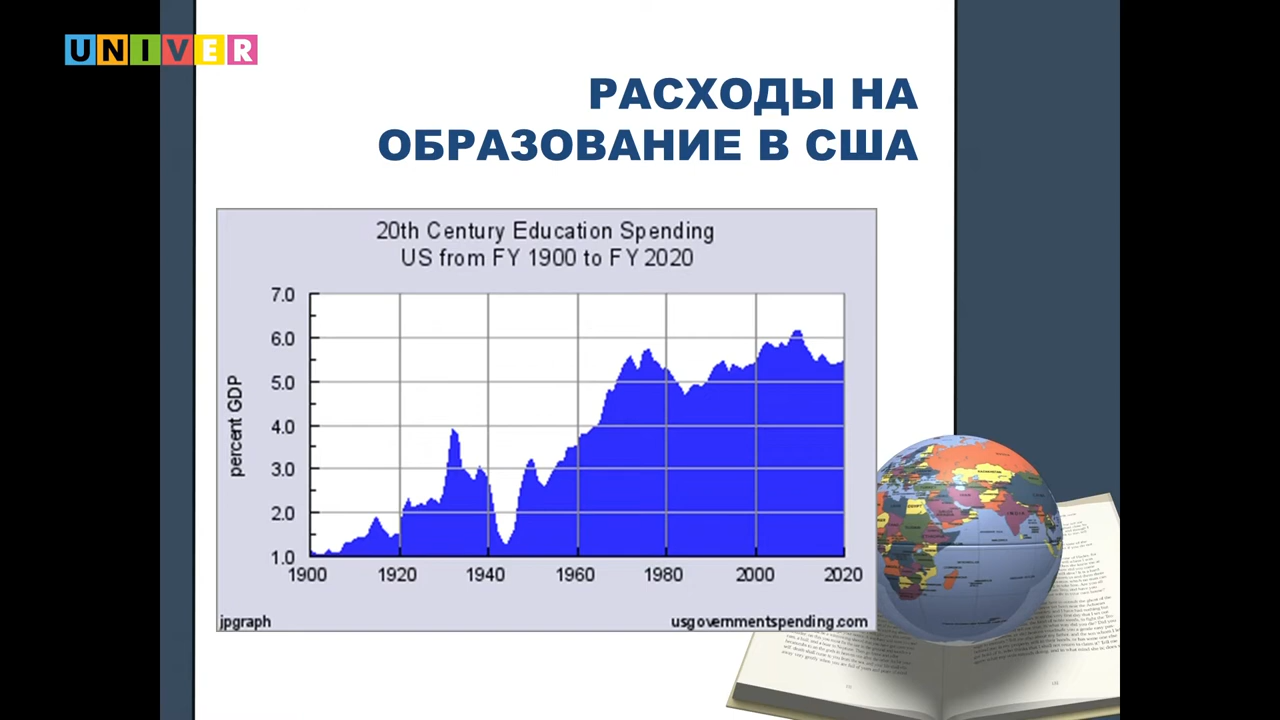 UNIVER
РАСХОДЫ НА
ОБРАЗОВАНИЕ В США
20th Century Education Spending
US from FY 1900 to FY 2020
percent GDP
7.0
6.0
5.0
4.0
3.0
2.0
1.0
1900 1920 1940 1960 1980 2000 2020
jpgraph usgovernmentspending.com